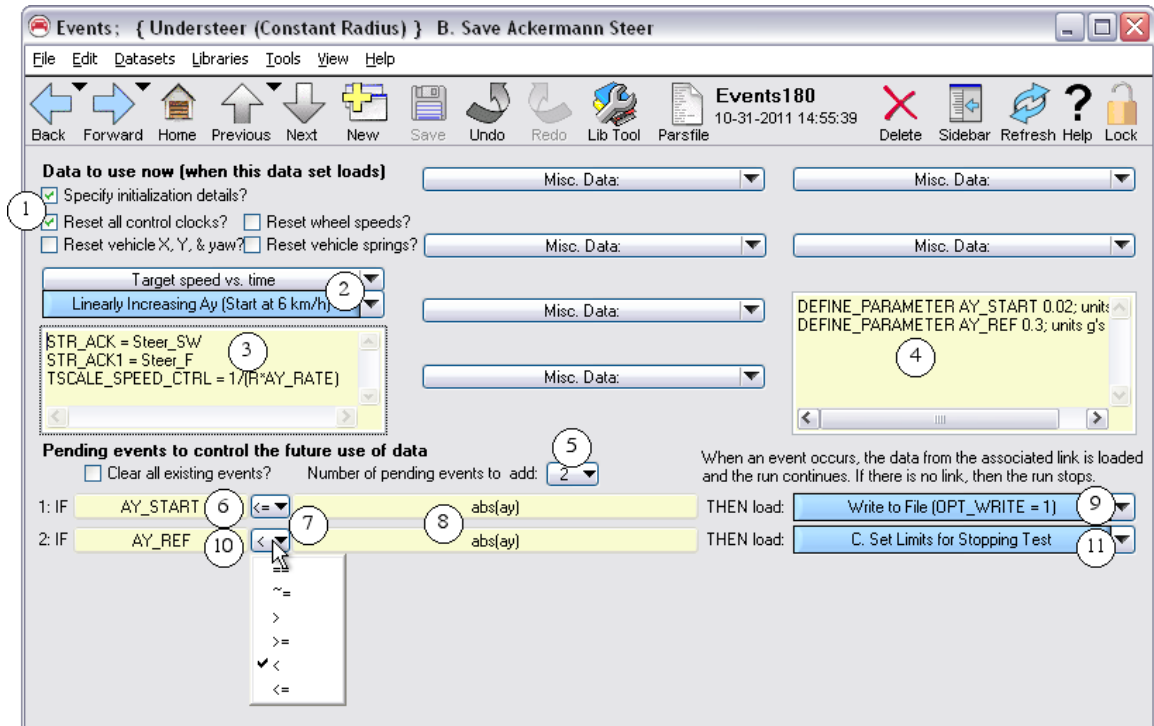 Events; { Understeer (Constant Radius) } B. Save Ackermann Steer
File Edit Datasets Libraries Tools View Help
Events180
10-31-2011 14:55:39
Back Forward Home Previous Next New Save Undo Redo Lib Tool Parsfile Delete Sidebar Refresh Help Lock
Data to use now (when this data set loads)
Misc. Data: Misc. Data:
Specify initialization details?
1
Reset all control clocks? Reset wheel speeds?
Reset vehicle X, Y, & yaw? Reset vehicle springs? Misc. Data: Misc. Data:
Target speed vs. time
Linearly Increasing Ay (Start at 6 km/h) 2
Misc. Data:
STR_ACK = Steer_SW
STR_ACK1 = Steer_F
TSCALE_SPEED_CTRL = 1/(R*AY_RATE)
3
Misc. Data:
DEFINE_PARAMETER AY_START 0.02; units
DEFINE_PARAMETER AY_REF 0.3; units g's
4
Pending events to control the future use of data
Clear all existing events? Number of pending events to add: 2
5
When an event occurs, the data from the associated link is loaded
and the run continues. If there is no link, then the run stops.
1: IF AY_START 6 <= abs(ay) THEN load: Write to File (OPT_WRITE = 1) 9
7 8
2: IF AY_REF 10 < abs(ay) THEN load: C. Set Limits for Stopping Test 11
==
~=
>
>=
<
<=